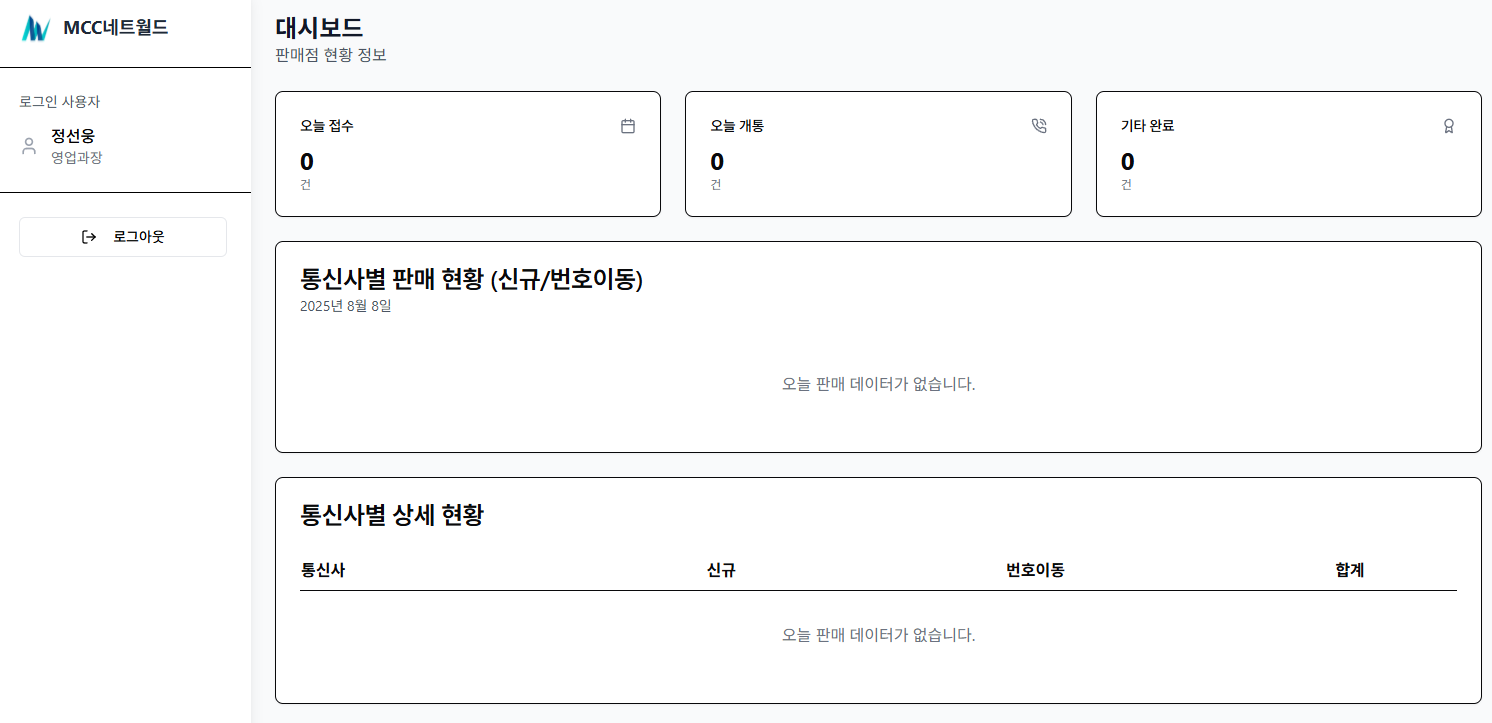 MCC네트월드
로그인 사용자
정선웅
영업과장
로그아웃
대시보드
판매점 현황 정보
오늘 접수
0
건
오늘 개통
0
건
기타 완료
0
건
통신사별 판매 현황 (신규/번호이동)
2025년 8월 8일
오늘 판매 데이터가 없습니다.
통신사별 상세 현황
통신사 신규 번호이동 합계
오늘 판매 데이터가 없습니다.